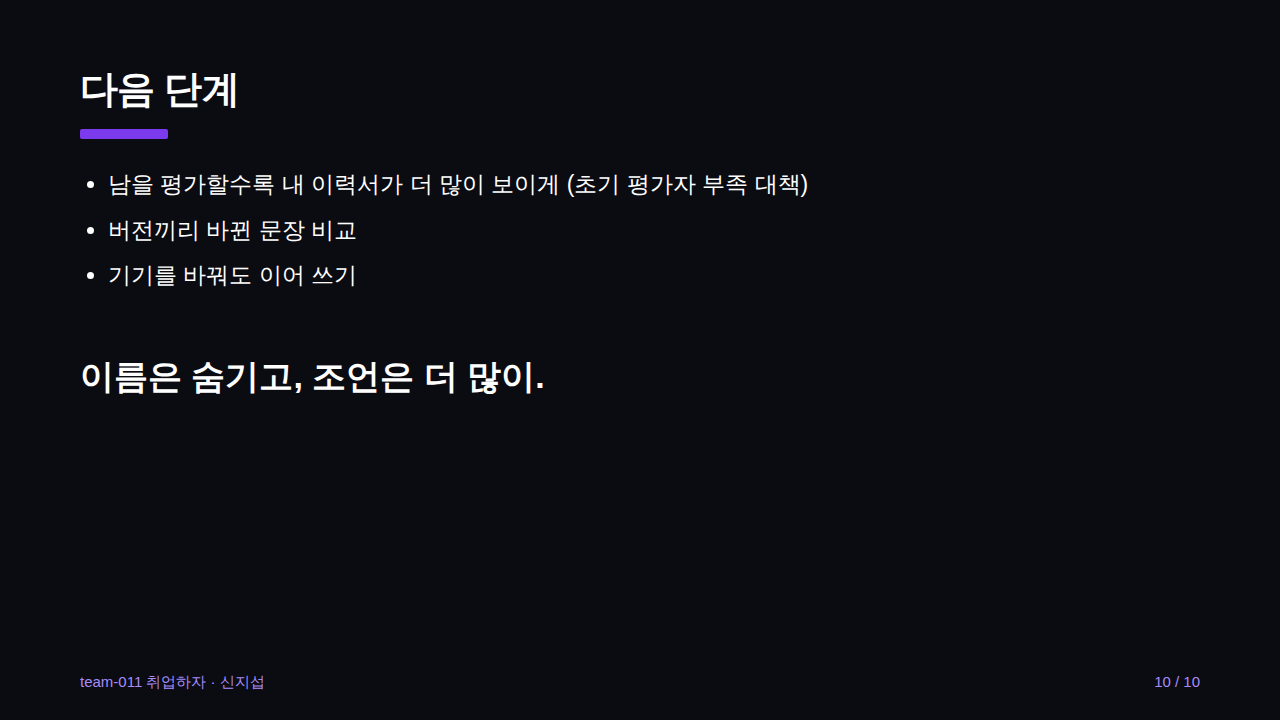 다음 단계
• 남을 평가할수록 내 이력서가 더 많이 보이게 (초기 평가자 부족 대책)
• 버전끼리 바뀐 문장 비교
• 기기를 바꿔도 이어 쓰기
이름은 숨기고, 조언은 더 많이.
team-011 취업하자 · 신지섭
10 / 10